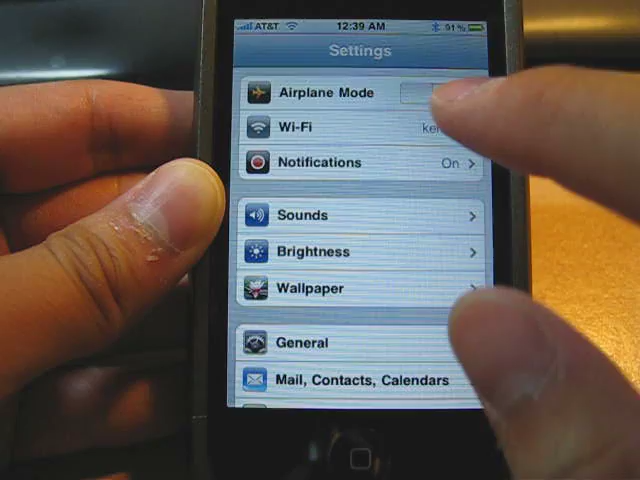 AT&T 12:39 AM 91%
Settings
Airplane Mode
Wi-Fi
Notifications On
Sounds
Brightness
Wallpaper
General
Mail, Contacts, Calendars